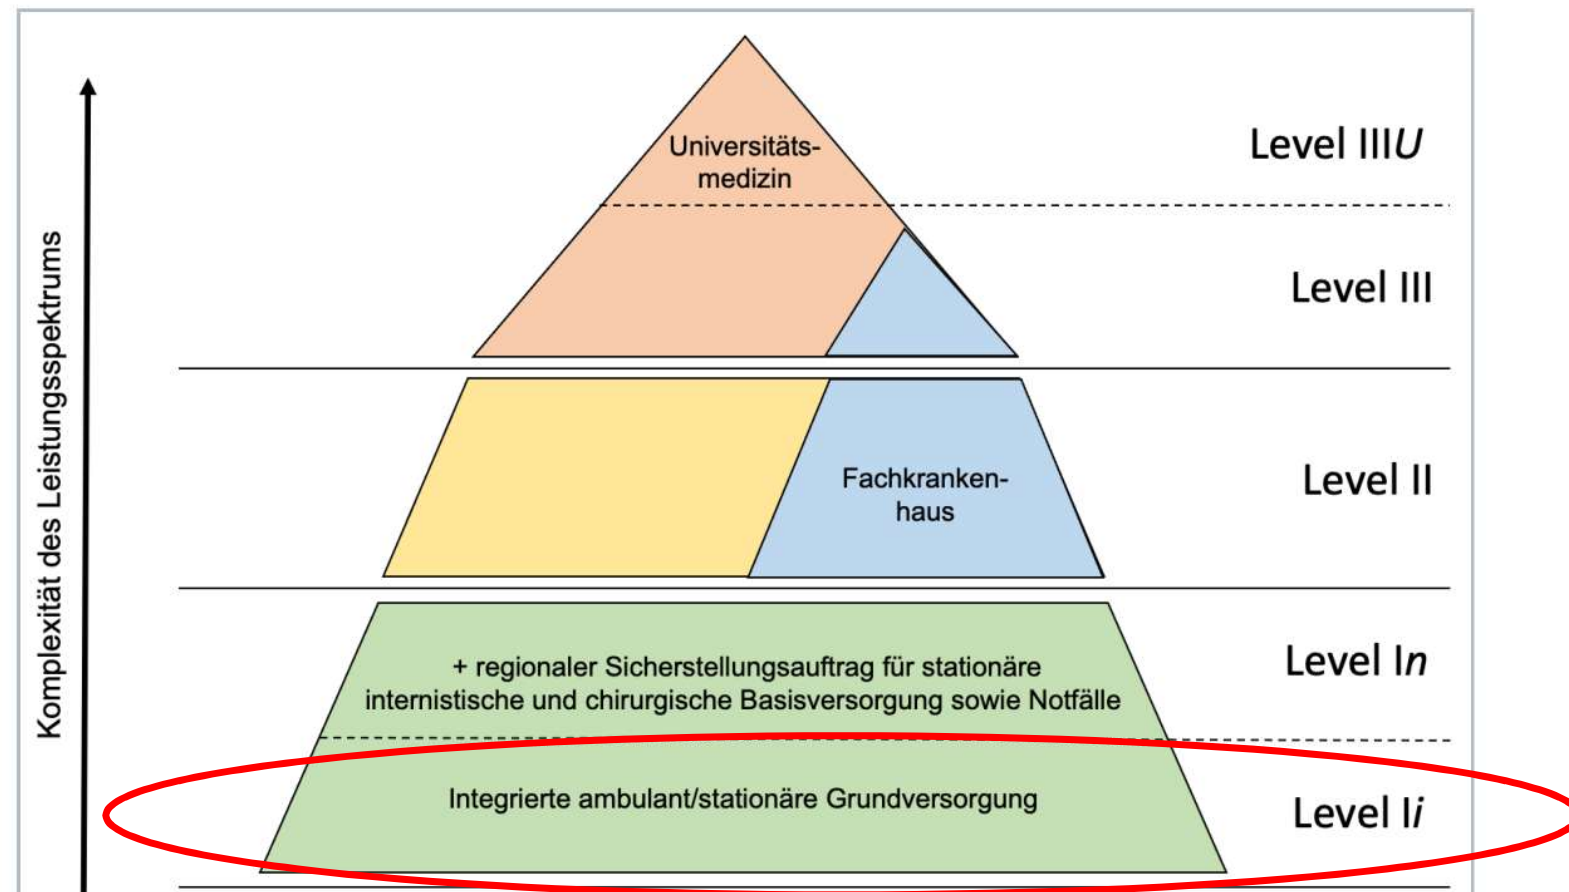 Komplexität des Leistungsspektrums
Universitäts-
medizin
Level IIIU
Level III
Fachkranken-
haus
Level II
+ regionaler Sicherstellungsauftrag für stationäre
internistische und chirurgische Basisversorgung sowie Notfälle
Level In
Integrierte ambulant/stationäre Grundversorgung
Level Ii